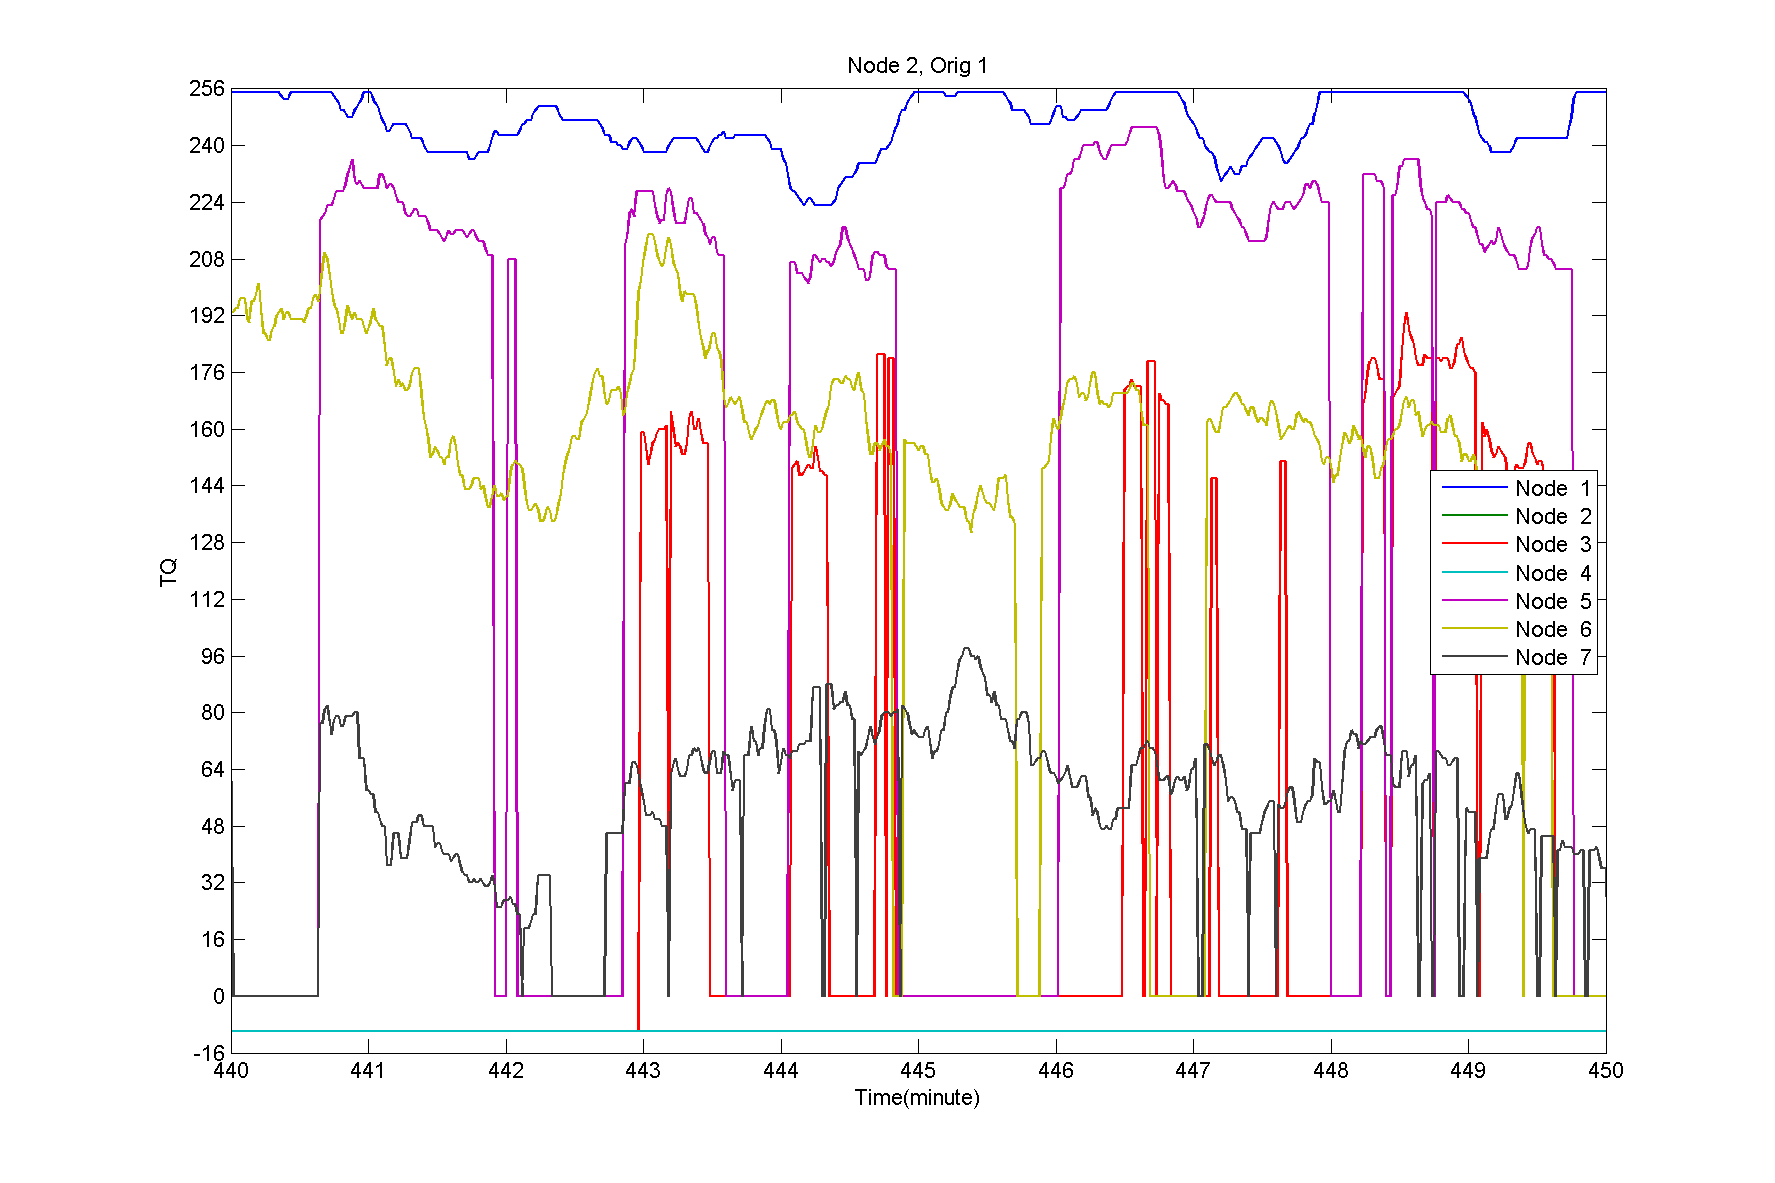 Node 2, Orig 1
256
240
224
208
192
176
160
144
128
112
96
80
64
48
32
16
0
-16
TQ
440 441 442 443 444 445 446 447 448 449 450
Time(minute)
Node 1
Node 2
Node 3
Node 4
Node 5
Node 6
Node 7